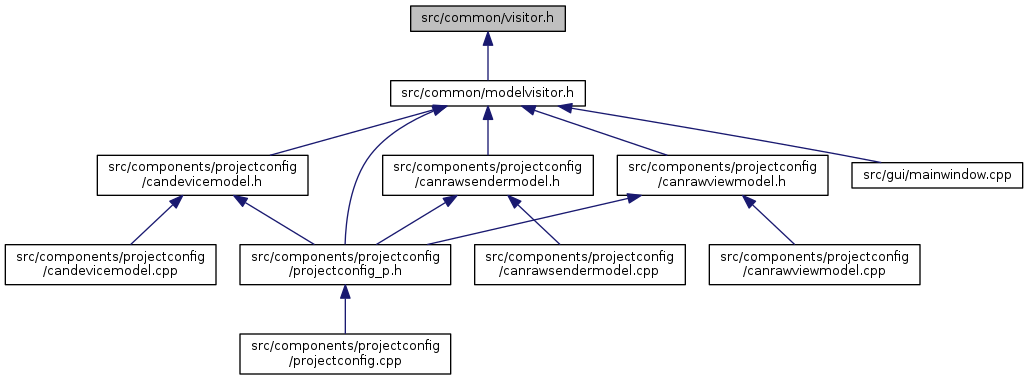 src/common/visitor.h
src/common/modelvisitor.h
src/components/projectconfig
/candevicemodel.h
src/components/projectconfig
/canrawsendermodel.h
src/components/projectconfig
/canrawviewmodel.h
src/gui/mainwindow.cpp
src/components/projectconfig
/candevicemodel.cpp
src/components/projectconfig
/projectconfig_p.h
src/components/projectconfig
/canrawsendermodel.cpp
src/components/projectconfig
/canrawviewmodel.cpp
src/components/projectconfig
/projectconfig.cpp